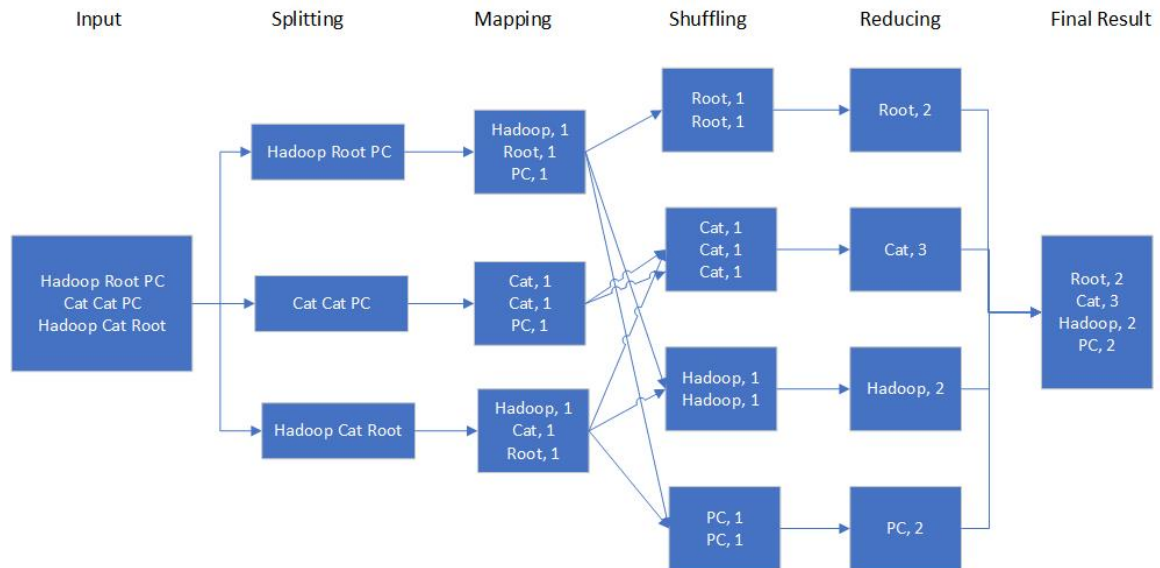 Input
Splitting
Mapping
Shuffling
Reducing
Final Result
Hadoop Root PC
Cat Cat PC
Hadoop Cat Root
Hadoop Root PC
Cat Cat PC
Hadoop Cat Root
Hadoop, 1
Root, 1
PC, 1
Cat, 1
Cat, 1
PC, 1
Hadoop, 1
Cat, 1
Root, 1
Root, 1
Root, 1
Cat, 1
Cat, 1
Cat, 1
Hadoop, 1
Hadoop, 1
PC, 1
PC, 1
Root, 2
Cat, 3
Hadoop, 2
PC, 2
Root, 2
Cat, 3
Hadoop, 2
PC, 2